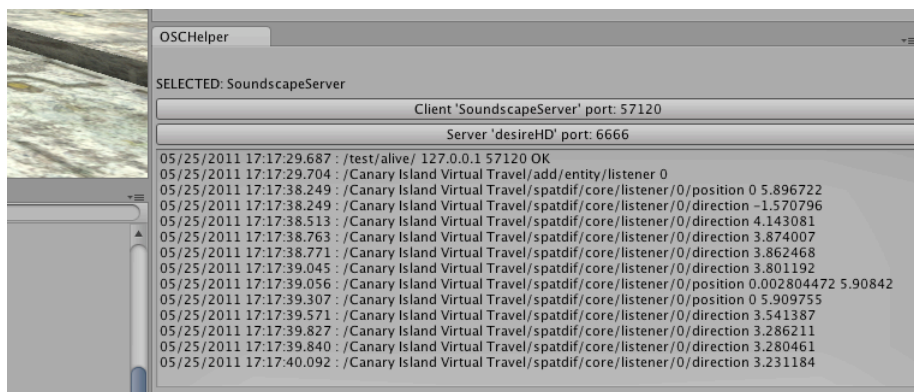 OSCHelper
SELECTED: SoundscapeServer
Client 'SoundscapeServer' port: 57120
Server 'desireHD' port: 6666
05/25/2011 17:17:29.687 : /test/alive/ 127.0.0.1 57120 OK
05/25/2011 17:17:29.704 : /Canary Island Virtual Travel/add/entity/listener 0
05/25/2011 17:17:38.249 : /Canary Island Virtual Travel/spatdif/core/listener/0/position 0 5.896722
05/25/2011 17:17:38.249 : /Canary Island Virtual Travel/spatdif/core/listener/0/direction -1.570796
05/25/2011 17:17:38.513 : /Canary Island Virtual Travel/spatdif/core/listener/0/direction 4.143081
05/25/2011 17:17:38.763 : /Canary Island Virtual Travel/spatdif/core/listener/0/direction 3.874007
05/25/2011 17:17:38.771 : /Canary Island Virtual Travel/spatdif/core/listener/0/direction 3.862468
05/25/2011 17:17:39.045 : /Canary Island Virtual Travel/spatdif/core/listener/0/direction 3.801192
05/25/2011 17:17:39.056 : /Canary Island Virtual Travel/spatdif/core/listener/0/position 0.002804472 5.90842
05/25/2011 17:17:39.307 : /Canary Island Virtual Travel/spatdif/core/listener/0/position 0 5.909755
05/25/2011 17:17:39.571 : /Canary Island Virtual Travel/spatdif/core/listener/0/direction 3.541387
05/25/2011 17:17:39.827 : /Canary Island Virtual Travel/spatdif/core/listener/0/direction 3.286211
05/25/2011 17:17:39.840 : /Canary Island Virtual Travel/spatdif/core/listener/0/direction 3.280461
05/25/2011 17:17:40.092 : /Canary Island Virtual Travel/spatdif/core/listener/0/direction 3.231184